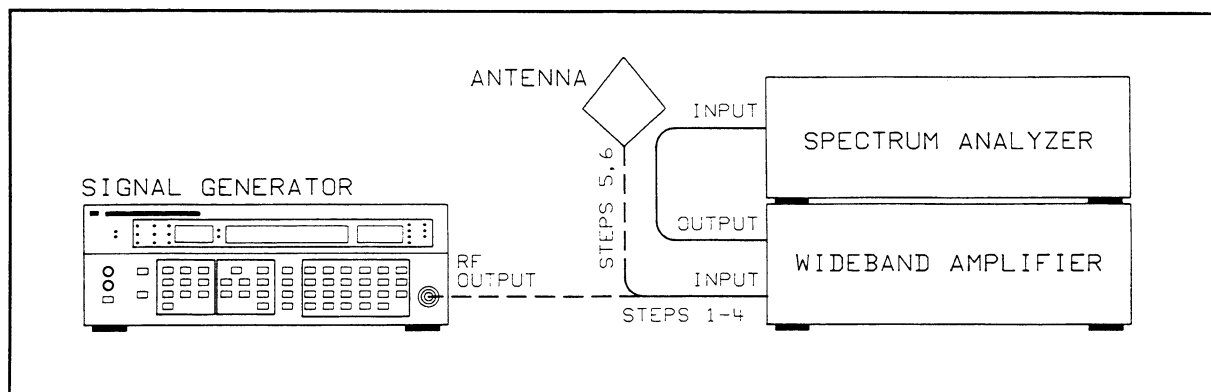 ANTENNA
INPUT
SPECTRUM ANALYZER
STEPS 5,6
SIGNAL GENERATOR
OUTPUT
RF
OUTPUT
WIDEBAND AMPLIFIER
INPUT
STEPS 1-4